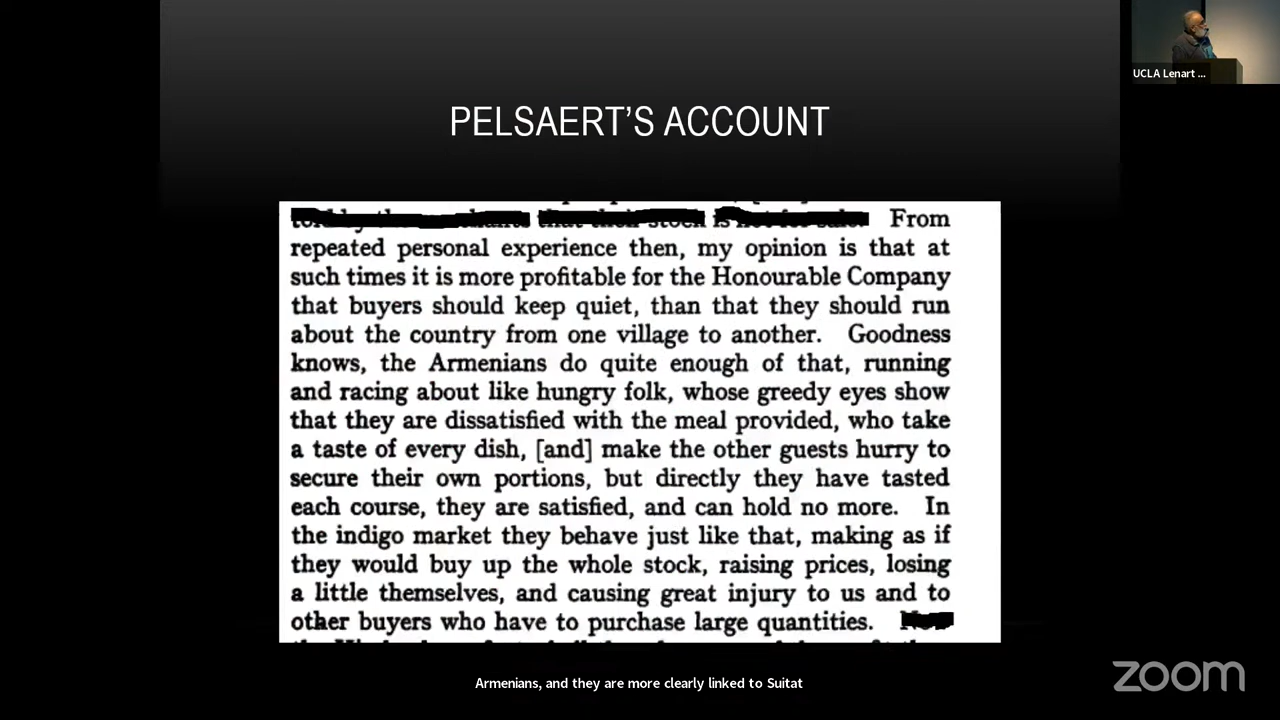 PELSAERT'S ACCOUNT
UCLA Lenart ...
From
repeated personal experience then, my opinion is that at
such times it is more profitable for the Honourable Company
that buyers should keep quiet, than that they should run
about the country from one village to another. Goodness
knows, the Armenians do quite enough of that, running
and racing about like hungry folk, whose greedy eyes show
that they are dissatisfied with the meal provided, who take
a taste of every dish, [and] make the other guests hurry to
secure their own portions, but directly they have tasted
each course, they are satisfied, and can hold no more. In
the indigo market they behave just like that, making as if
they would buy up the whole stock, raising prices, losing
a little themselves, and causing great injury to us and to
other buyers who have to purchase large quantities.
Armenians, and they are more clearly linked to Suitat
zoom